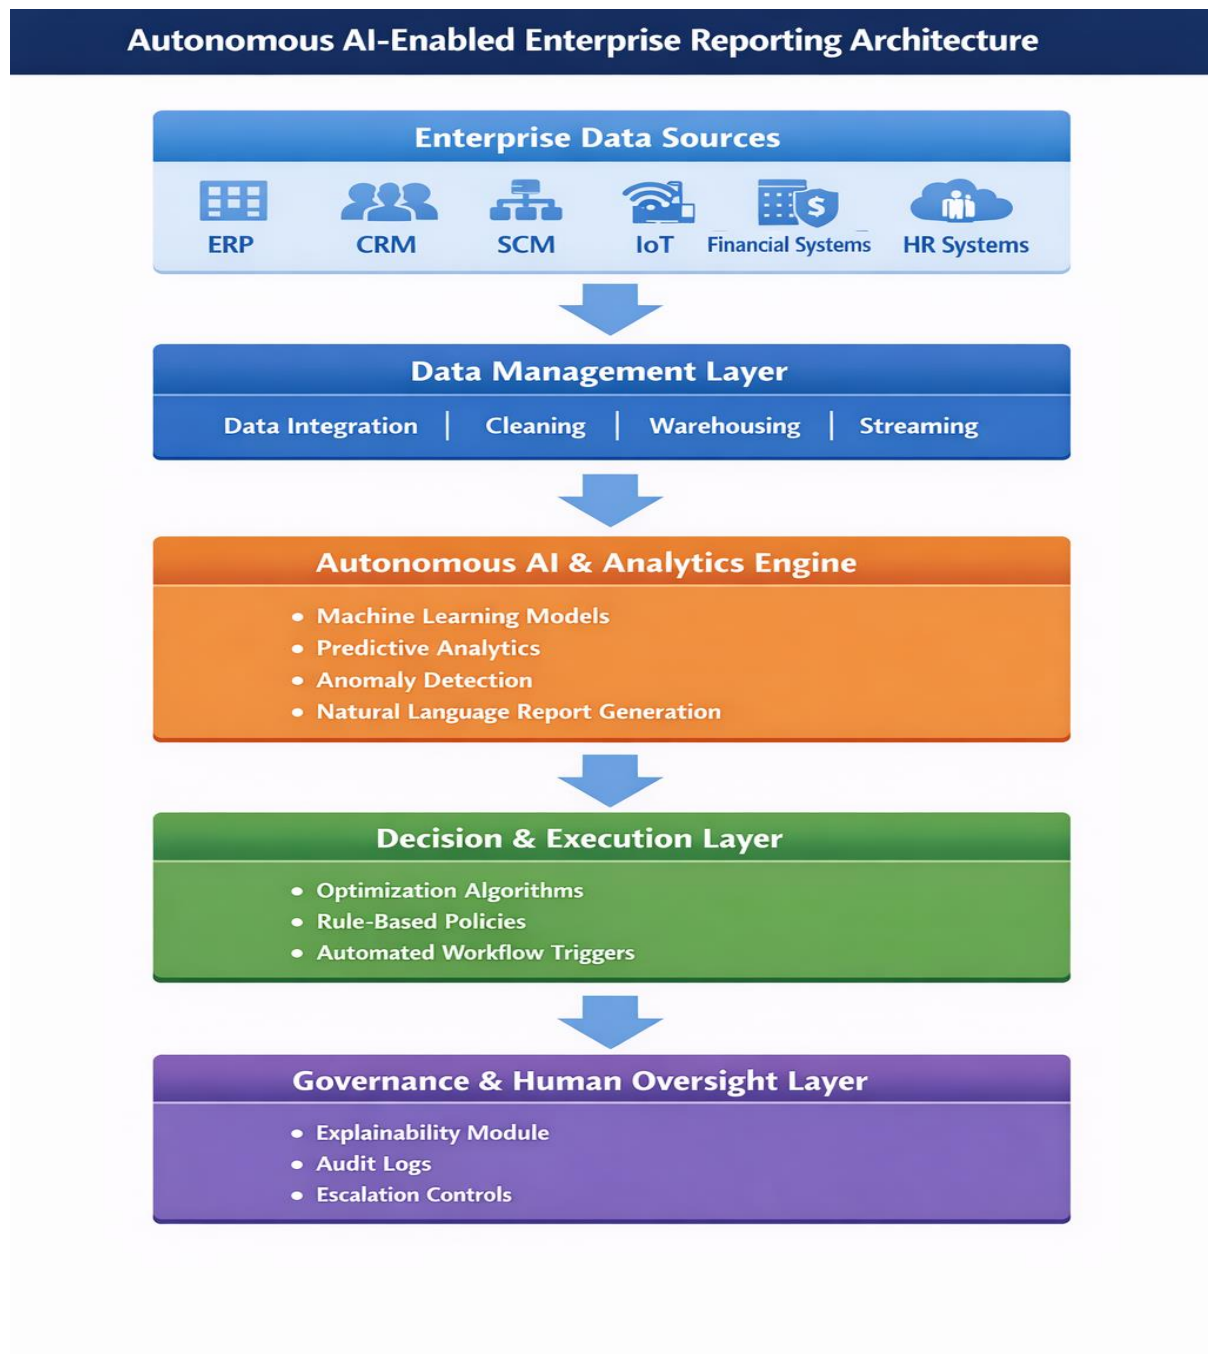 Autonomous AI-Enabled Enterprise Reporting Architecture
Enterprise Data Sources
$
ERP CRM SCM IoT Financial Systems HR Systems
Data Management Layer
Data Integration | Cleaning | Warehousing | Streaming
Autonomous AI & Analytics Engine
• Machine Learning Models
• Predictive Analytics
• Anomaly Detection
• Natural Language Report Generation
Decision & Execution Layer
• Optimization Algorithms
• Rule-Based Policies
• Automated Workflow Triggers
Governance & Human Oversight Layer
• Explainability Module
• Audit Logs
• Escalation Controls